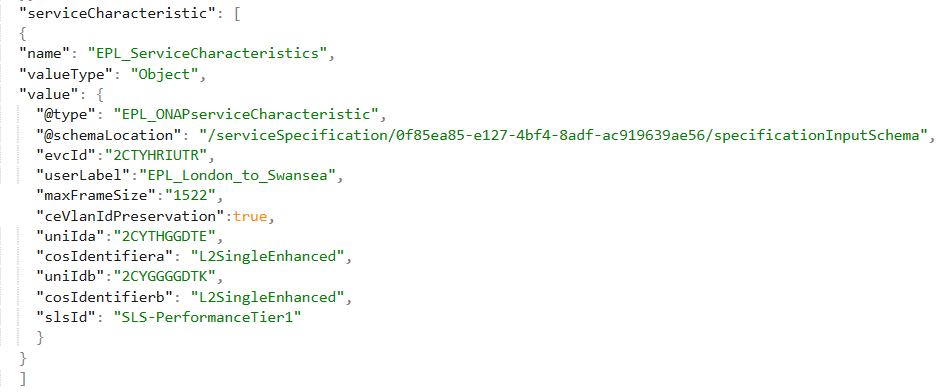 "serviceCharacteristic": [
{
"name": "EPL_ServiceCharacteristics",
"valueType": "Object",
"value": {
"@type": "EPL_ONAPserviceCharacteristic",
"@schemaLocation": "/serviceSpecification/0f85ea85-e127-4bf4-8adf-ac919639ae56/specificationInputSchema",
"evcId":"2CTYHRIUTR",
"userLabel":"EPL_London_to_Swansea",
"maxFrameSize":"1522",
"ceVlanIdPreservation":true,
"uniIda":"2CYTHGGDTE",
"cosIdentifiera": "L2SingleEnhanced",
"uniIdb":"2CYGGGGDTK",
"cosIdentifierb": "L2SingleEnhanced",
"slsId": "SLS-PerformanceTier1"
}
}
]